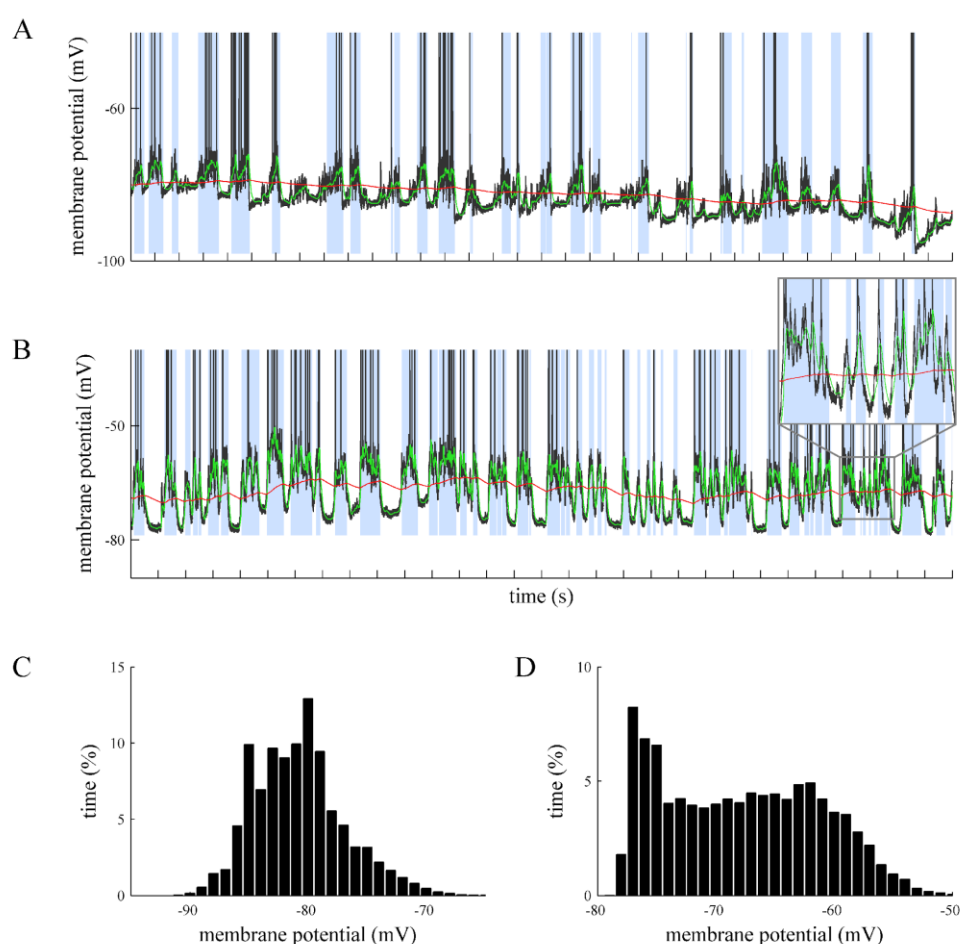 A
membrane potential (mV)
-60
-100
B
membrane potential (mV)
-50
-80
time (s)
C
time (%)
15
10
5
0
-90
-80
-70
membrane potential (mV)
D
time (%)
10
5
0
-80
-70
-60
-50
membrane potential (mV)